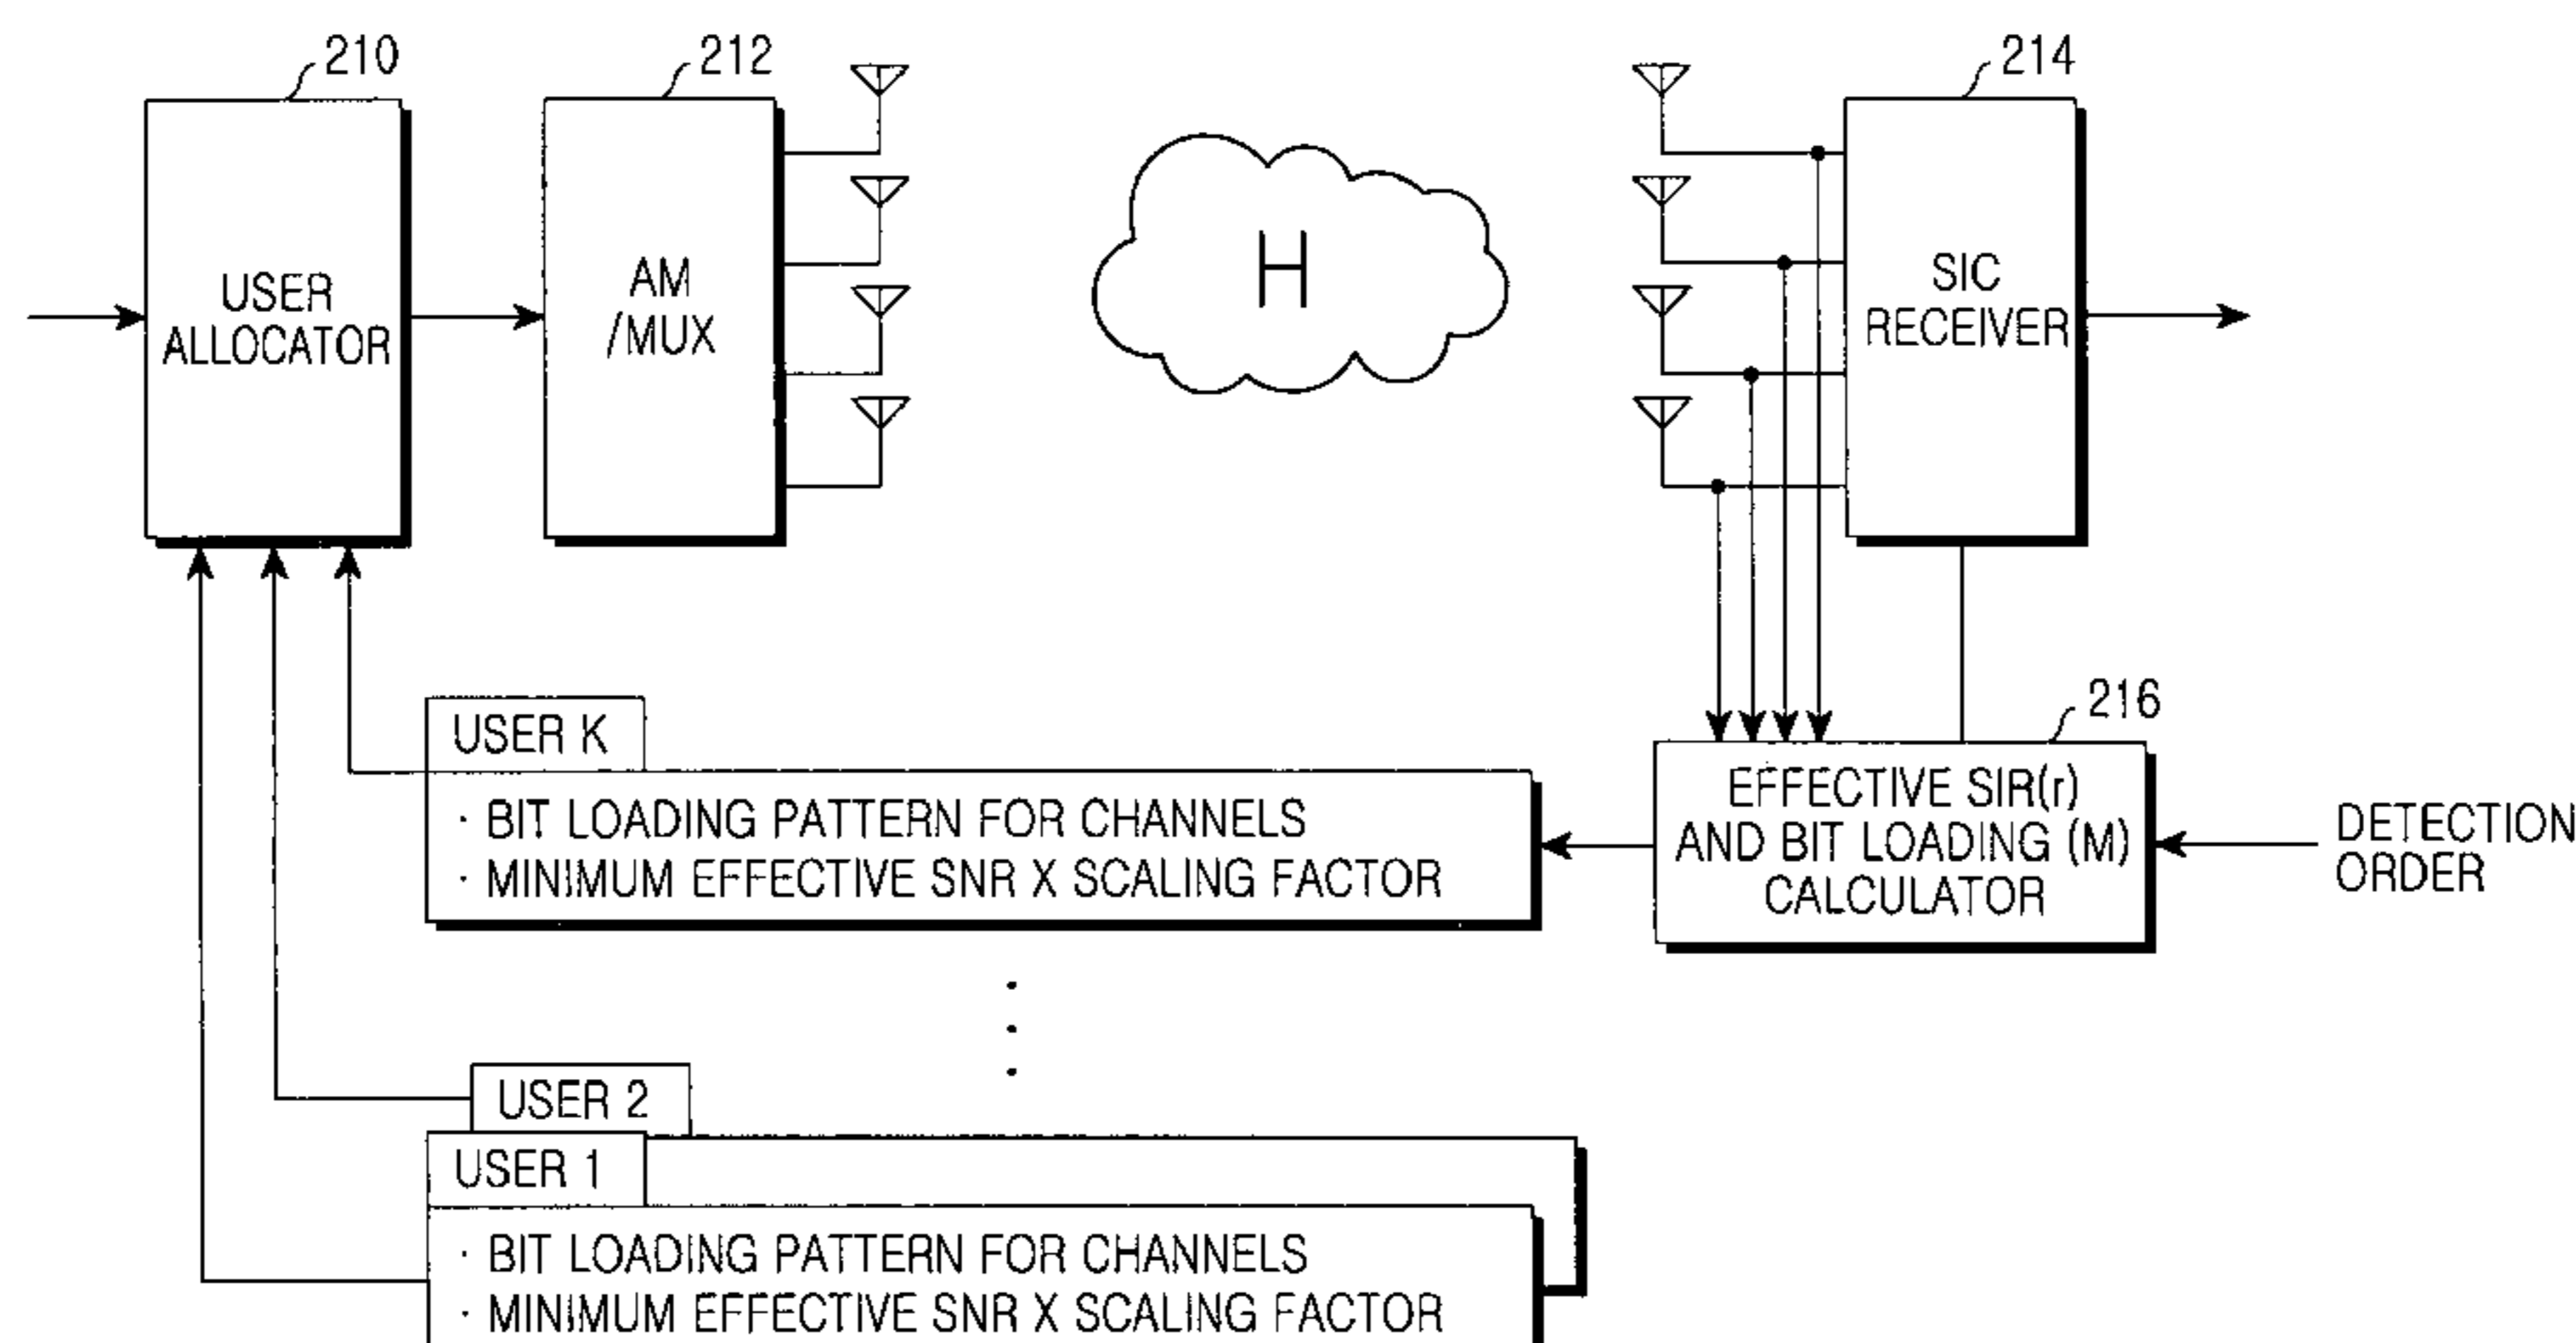 210
212
214
USER
ALLOCATOR
AM
/MUX
H
SIC
RECEIVER
216
USER K
· BIT LOADING PATTERN FOR CHANNELS
· MINIMUM EFFECTIVE SNR X SCALING FACTOR
EFFECTIVE SIR(r)
AND BIT LOADING (M)
CALCULATOR
DETECTION
ORDER
USER 2
USER 1
· BIT LOADING PATTERN FOR CHANNELS
· MINIMUM EFFECTIVE SNR X SCALING FACTOR